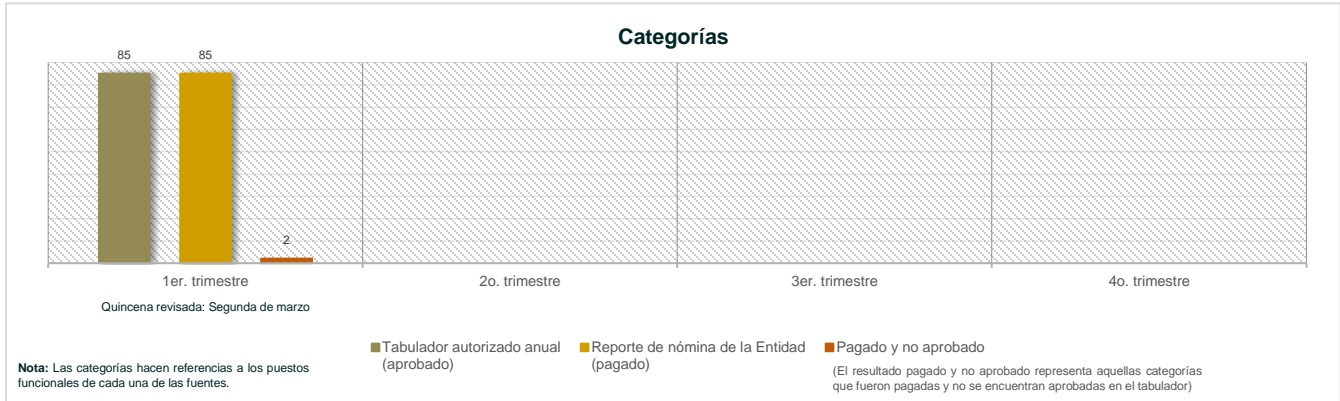 Categorías
85
85
2
1er. trimestre
2o. trimestre
3er. trimestre
4o. trimestre
Quincena revisada: Segunda de marzo
Tabulador autorizado anual
(aprobado)
Reporte de nómina de la Entidad
(pagado)
Pagado y no aprobado
(El resultado pagado y no aprobado representa aquellas categorías
que fueron pagadas y no se encuentran aprobadas en el tabulador)
Nota: Las categorías hacen referencias a los puestos
funcionales de cada una de las fuentes.